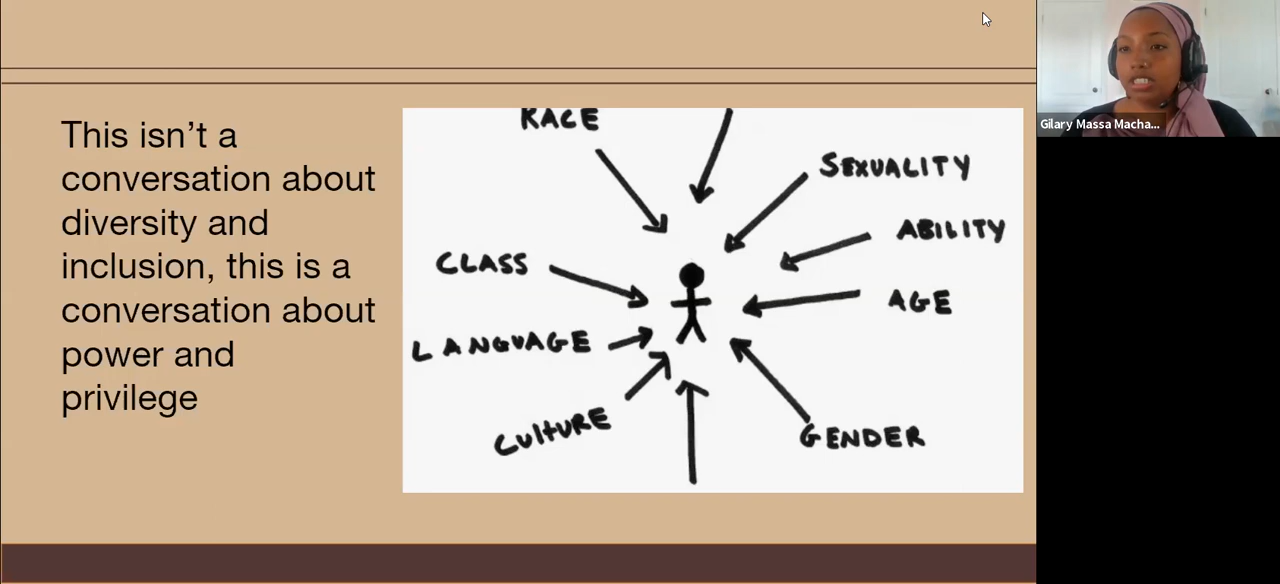 This isn't a
conversation about
diversity and
inclusion, this is a
conversation about
power and
privilege
RACE
SEXUALITY
ABILITY
CLASS
AGE
LANGUAGE
CULTURE
GENDER
Gilary Massa Macha...